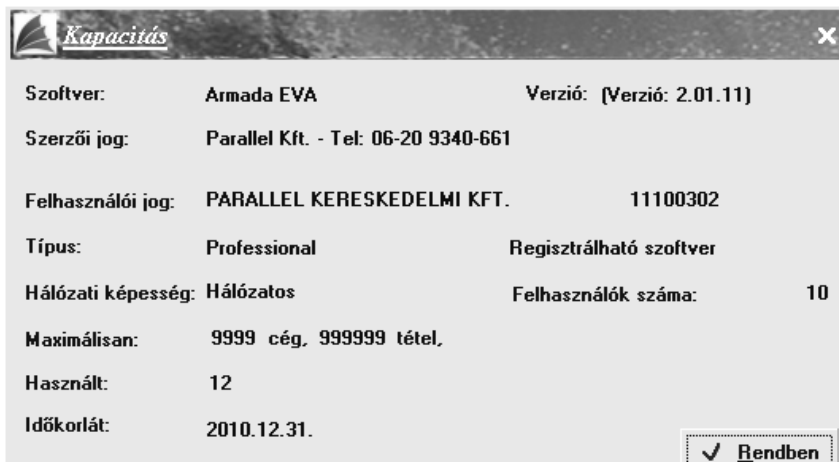 Kapacitás
Szoftver: Armada EVA Verzió: (Verzió: 2.01.11)
Szerzői jog: Parallel Kft. - Tel: 06-20 9340-661
Felhasználói jog: PARALLEL KERESKEDELMI KFT. 11100302
Típus: Professional Regisztrálható szoftver
Hálózati képesség: Hálózatos Felhasználók száma: 10
Maximálisan: 9999 cég, 999999 tétel,
Használt: 12
Időkorlát: 2010.12.31.
Rendben